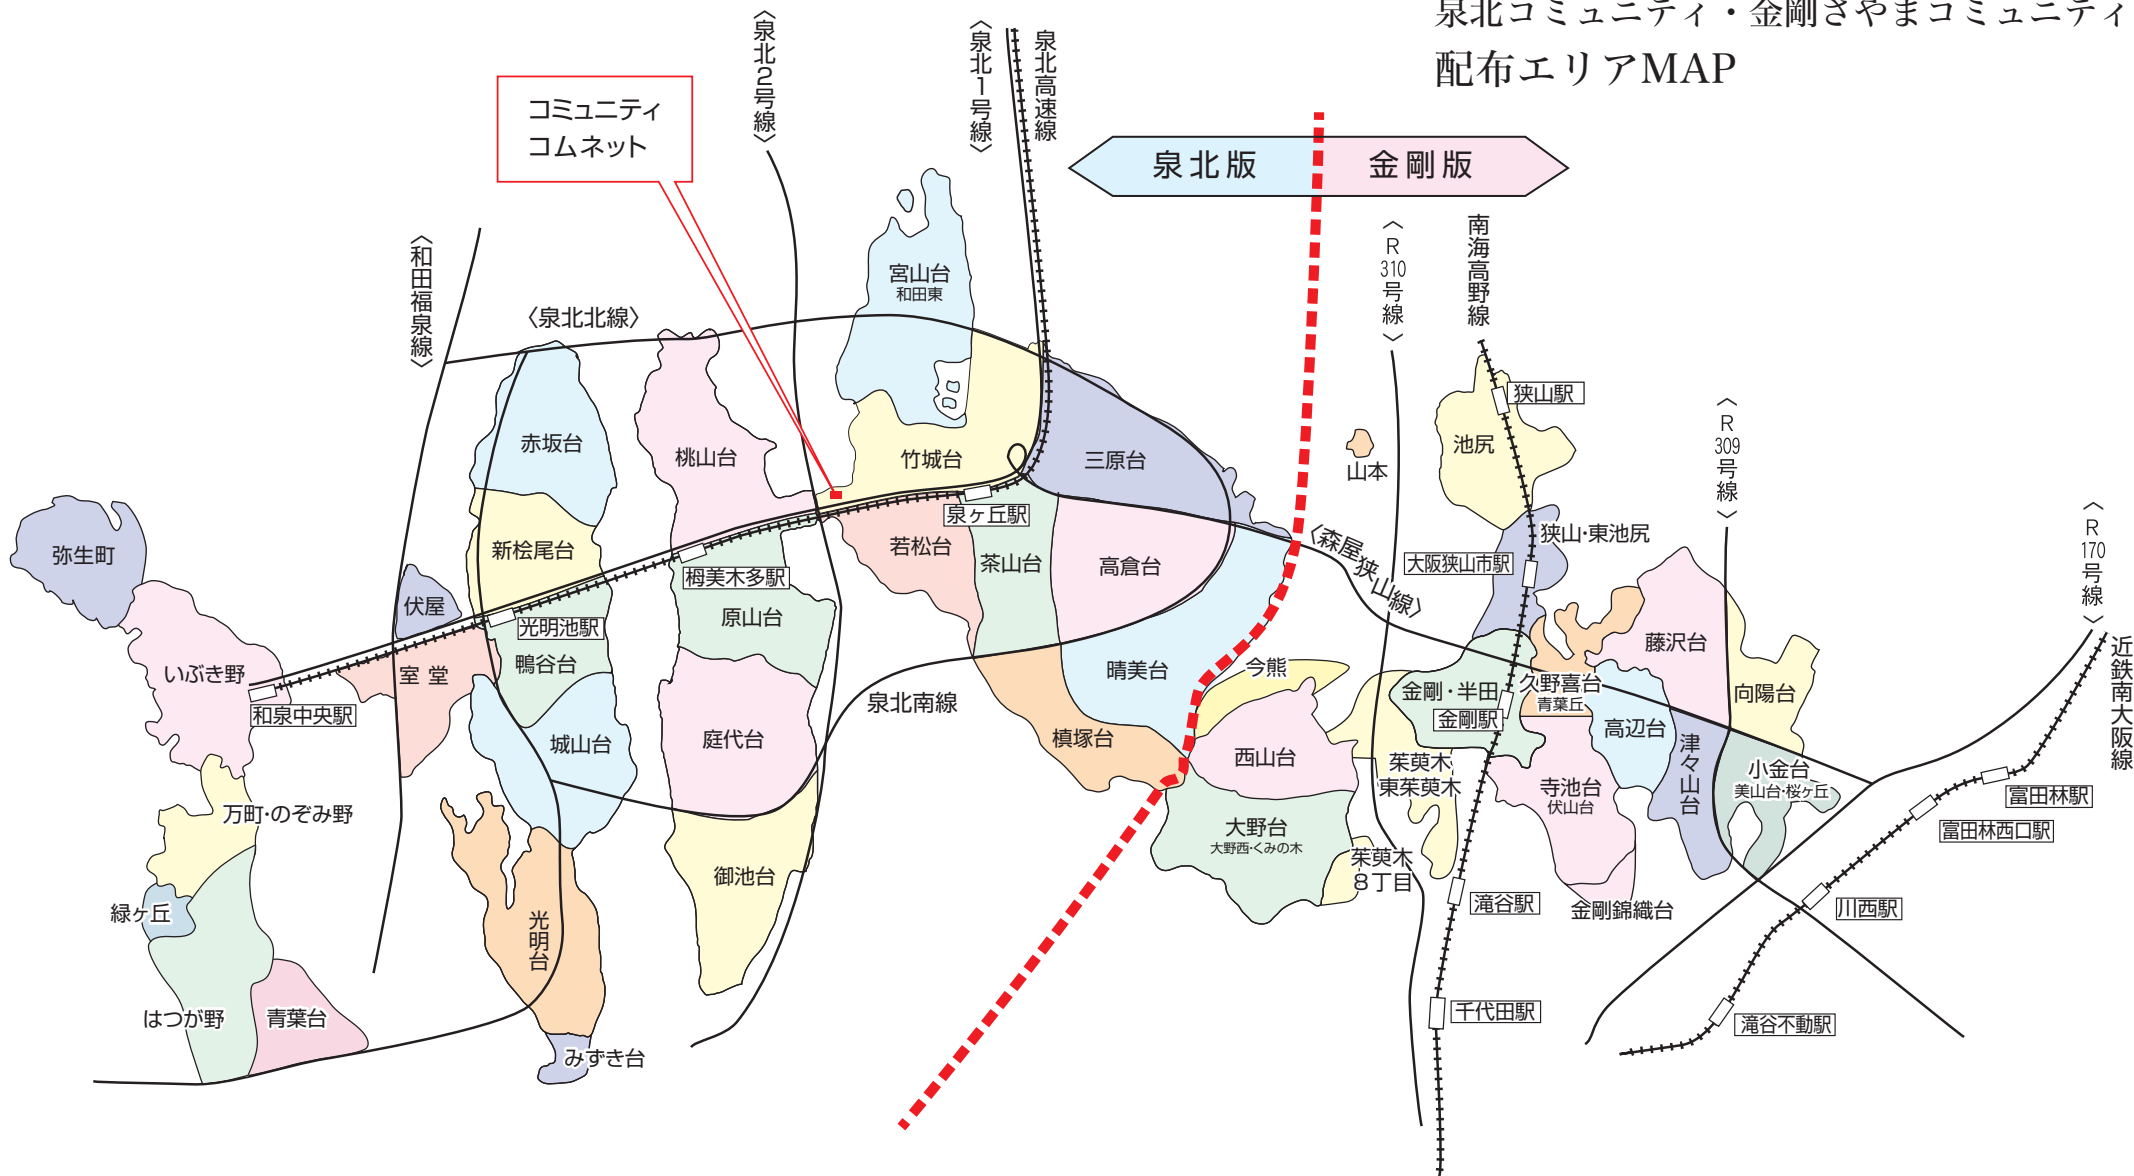 泉北コミュニティ・金剛さやまコミュニティ
配布エリアMAP
泉北版
金剛版
コミュニティ
コムネット
〈泉北2号線〉
〈泉北1号線〉
泉北高速線
〈和田福泉線〉
〈泉北北線〉
〈R310号線〉
南海高野線
〈R309号線〉
〈R170号線〉
近鉄南大阪線
〈森屋狭山線〉
泉北南線
宮山台
和田東
赤坂台
桃山台
竹城台
三原台
山本
池尻
狭山駅
泉ヶ丘駅
弥生町
新桧尾台
若松台
茶山台
高倉台
狭山・東池尻
大阪狭山市駅
栂美木多駅
伏屋
光明池駅
原山台
鴨谷台
いぶき野
室堂
和泉中央駅
晴美台
今熊
金剛・半田
金剛駅
久野喜台
青葉丘
藤沢台
向陽台
城山台
庭代台
槙塚台
西山台
高辺台
津々山台
茱萸木
東茱萸木
寺池台
伏山台
小金台
美山台・桜ヶ丘
富田林駅
富田林西口駅
万町・のぞみ野
大野台
大野西・くみの木
茱萸木
8丁目
御池台
緑ヶ丘
光明台
滝谷駅
金剛錦織台
川西駅
はつが野
青葉台
千代田駅
滝谷不動駅
みずき台